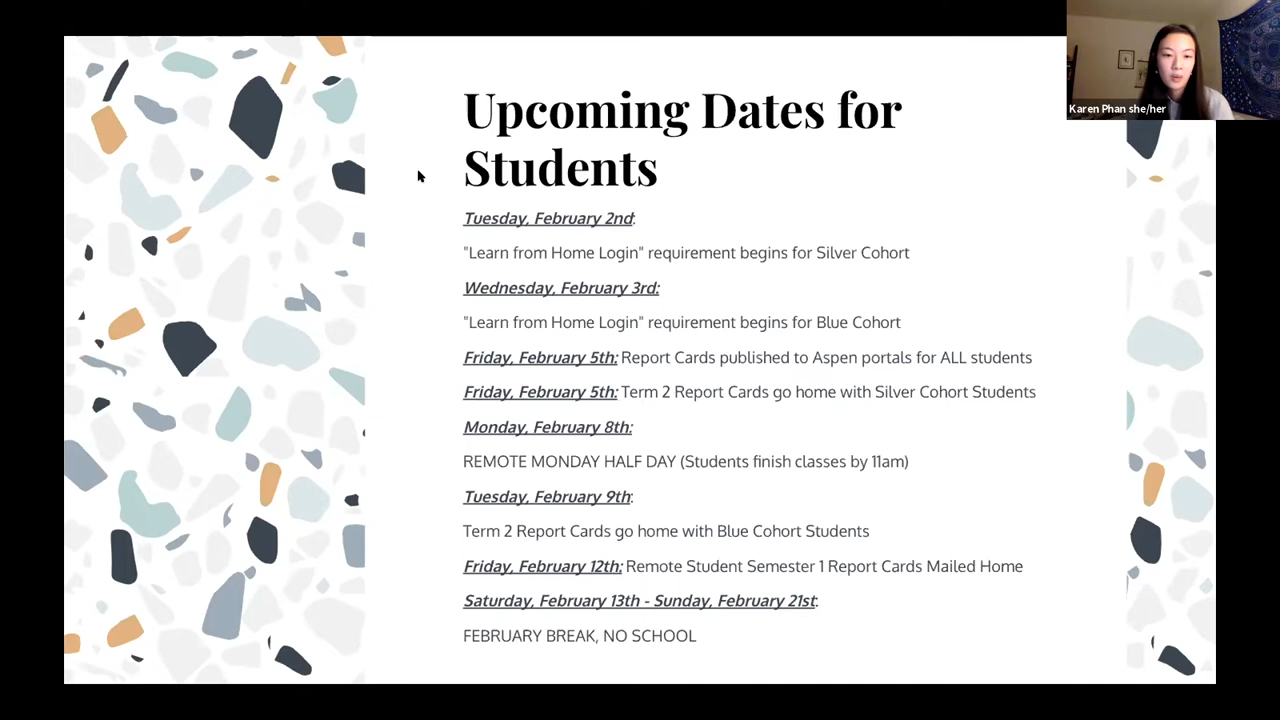 Upcoming Dates for
Students
Karen Phan she/her
Tuesday, February 2nd:
"Learn from Home Login" requirement begins for Silver Cohort
Wednesday, February 3rd:
"Learn from Home Login" requirement begins for Blue Cohort
Friday, February 5th: Report Cards published to Aspen portals for ALL students
Friday, February 5th: Term 2 Report Cards go home with Silver Cohort Students
Monday, February 8th:
REMOTE MONDAY HALF DAY (Students finish classes by 11am)
Tuesday, February 9th:
Term 2 Report Cards go home with Blue Cohort Students
Friday, February 12th: Remote Student Semester 1 Report Cards Mailed Home
Saturday, February 13th - Sunday, February 21st:
FEBRUARY BREAK, NO SCHOOL